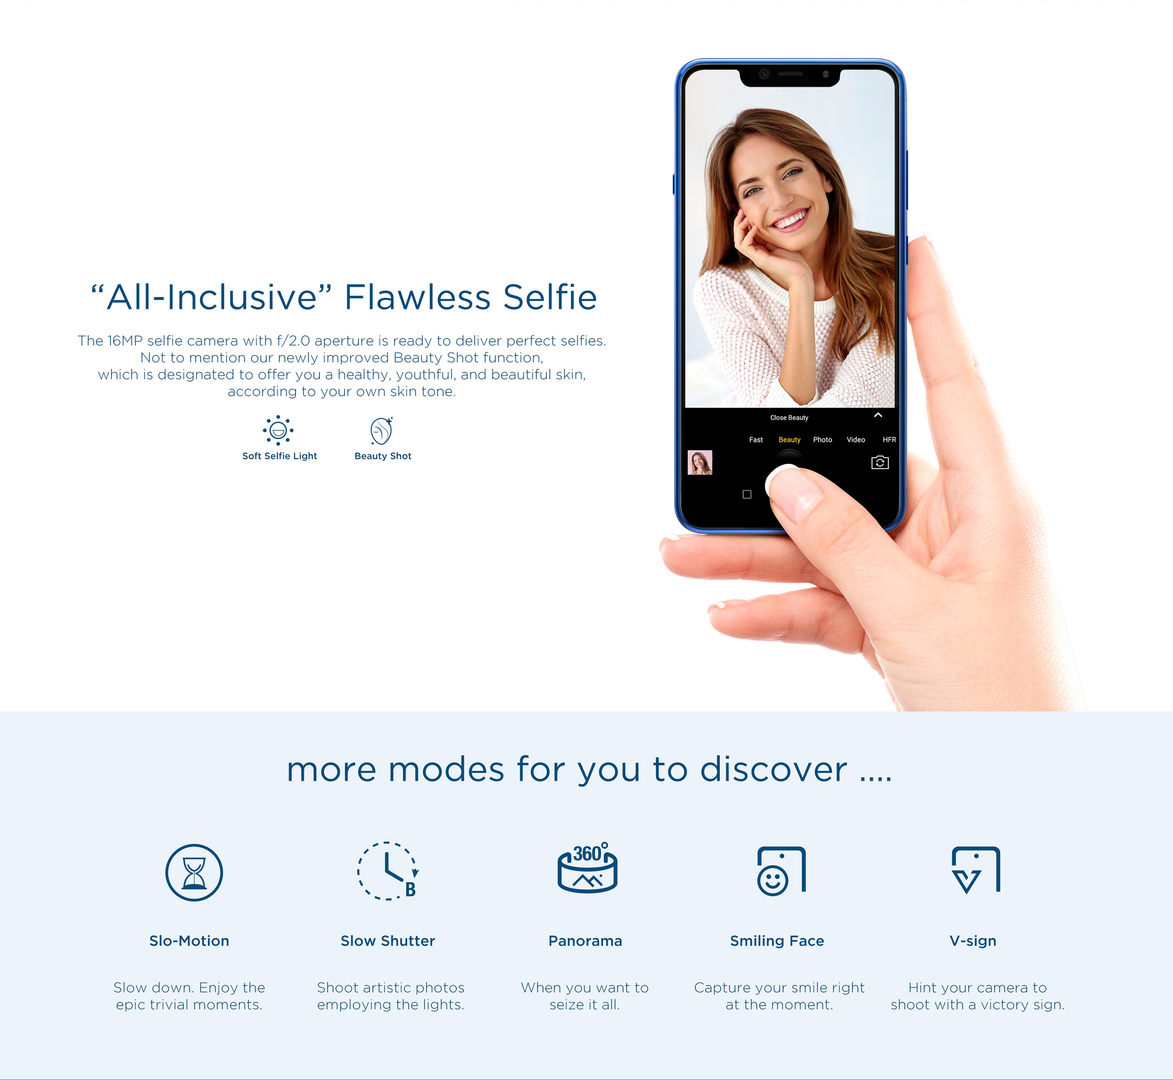 “All-Inclusive” Flawless Selfie
The 16MP selfie camera with f/2.0 aperture is ready to deliver perfect selfies.
Not to mention our newly improved Beauty Shot function,
which is designated to offer you a healthy, youthful, and beautiful skin,
according to your own skin tone.
Soft Selfie Light
Beauty Shot
Close Beauty
Fast Beauty Photo Video HFR
more modes for you to discover ....
B
360°
Slo-Motion
Slow Shutter
Panorama
Smiling Face
V-sign
Slow down. Enjoy the
epic trivial moments.
Shoot artistic photos
employing the lights.
When you want to
seize it all.
Capture your smile right
at the moment.
Hint your camera to
shoot with a victory sign.